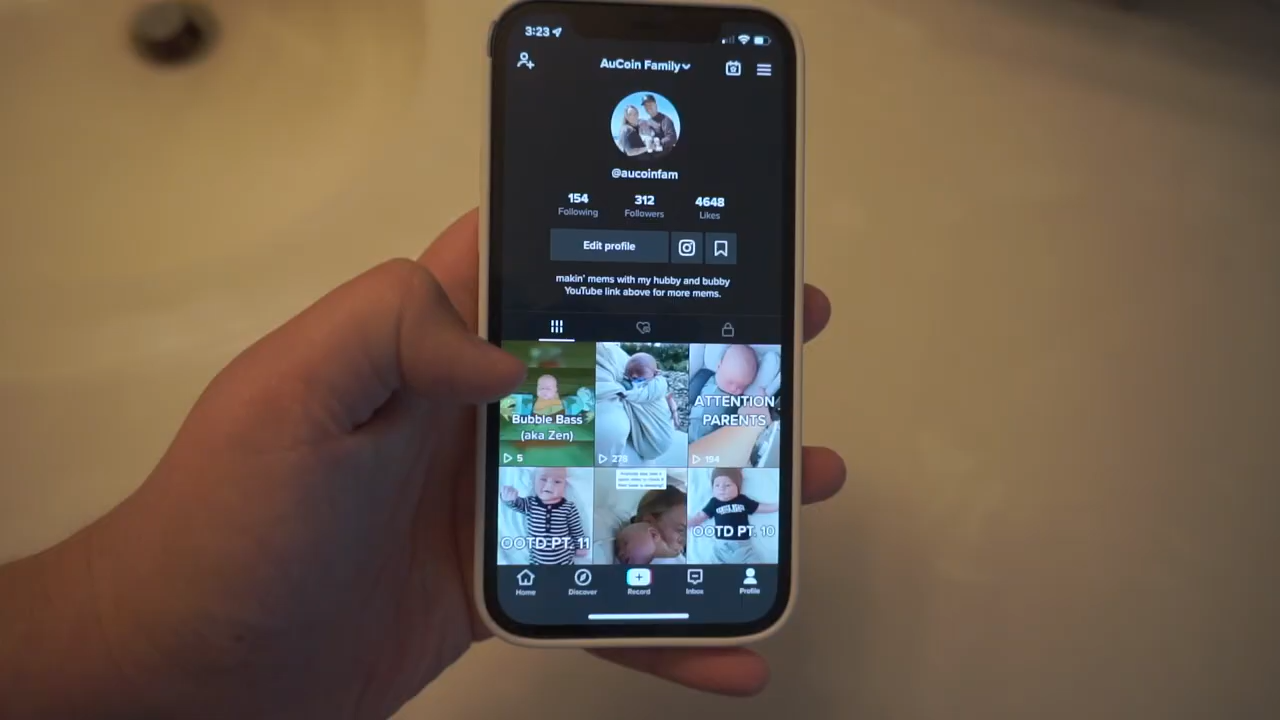 3:23
AuCoin Family
@aucoinfam
154 312 4648
Following Followers Likes
Edit profile
makin' mems with my hubby and bubby
YouTube link above for more mems.
Bubble Bass
(aka Zen)
5
278
ATTENTION
PARENTS
194
OOTD PT. 11
OOTD PT. 10
Home Discover Record Inbox Profile